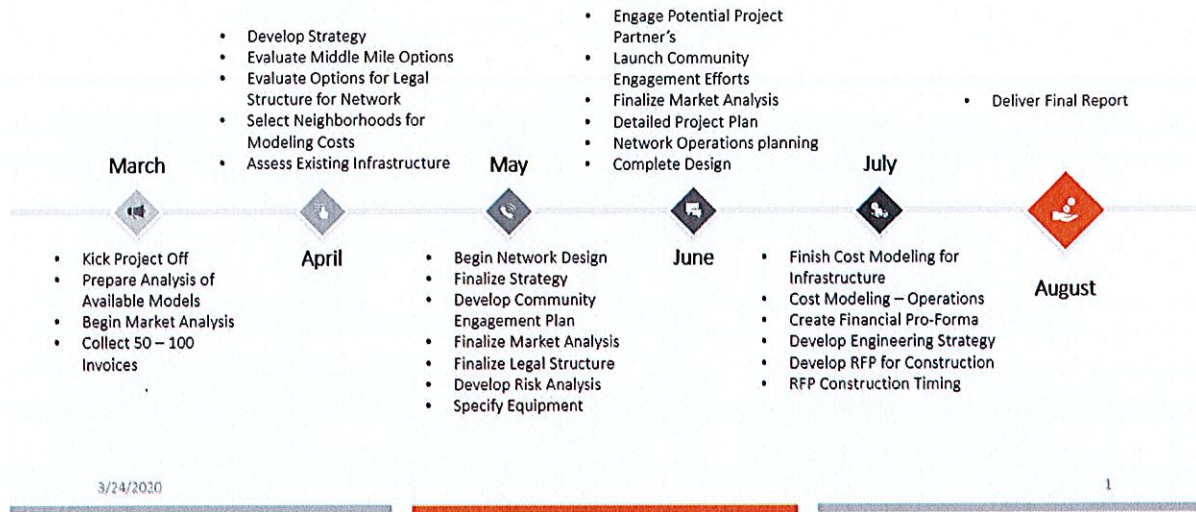 March
• Kick Project Off
• Prepare Analysis of
Available Models
• Begin Market Analysis
• Collect 50 – 100
Invoices
• Develop Strategy
• Evaluate Middle Mile Options
• Evaluate Options for Legal
Structure for Network
• Select Neighborhoods for
Modeling Costs
• Assess Existing Infrastructure
April
May
• Begin Network Design
• Finalize Strategy
• Develop Community
Engagement Plan
• Finalize Market Analysis
• Finalize Legal Structure
• Develop Risk Analysis
• Specify Equipment
• Engage Potential Project
Partner's
• Launch Community
Engagement Efforts
• Finalize Market Analysis
• Detailed Project Plan
• Network Operations planning
• Complete Design
June
July
• Finish Cost Modeling for
Infrastructure
• Cost Modeling – Operations
• Create Financial Pro-Forma
• Develop Engineering Strategy
• Develop RFP for Construction
• RFP Construction Timing
• Deliver Final Report
August
3/24/2020
1